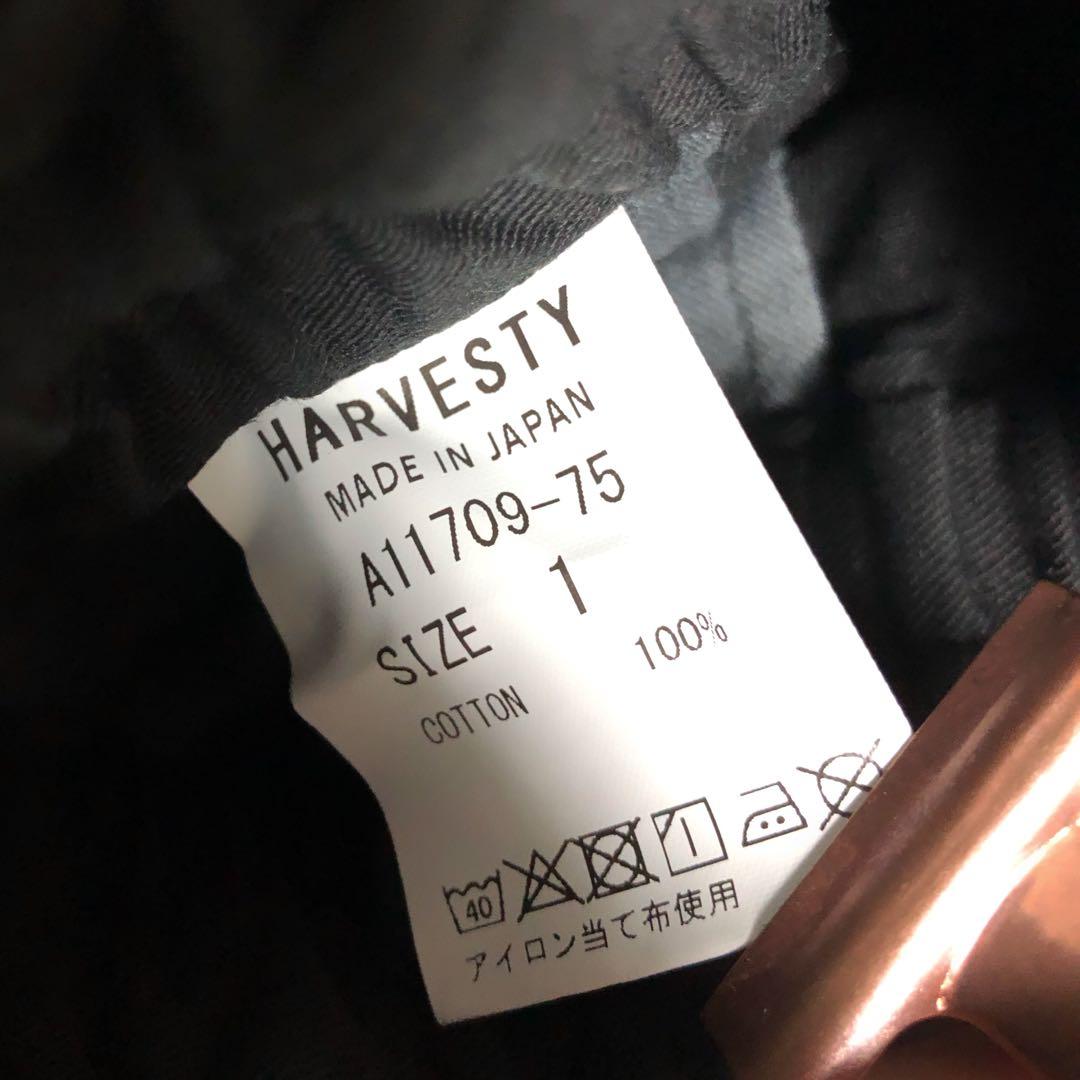 HARVESTY
MADE IN JAPAN
A11709-75
SIZE 1
COTTON 100%
40
アイロン当て布使用